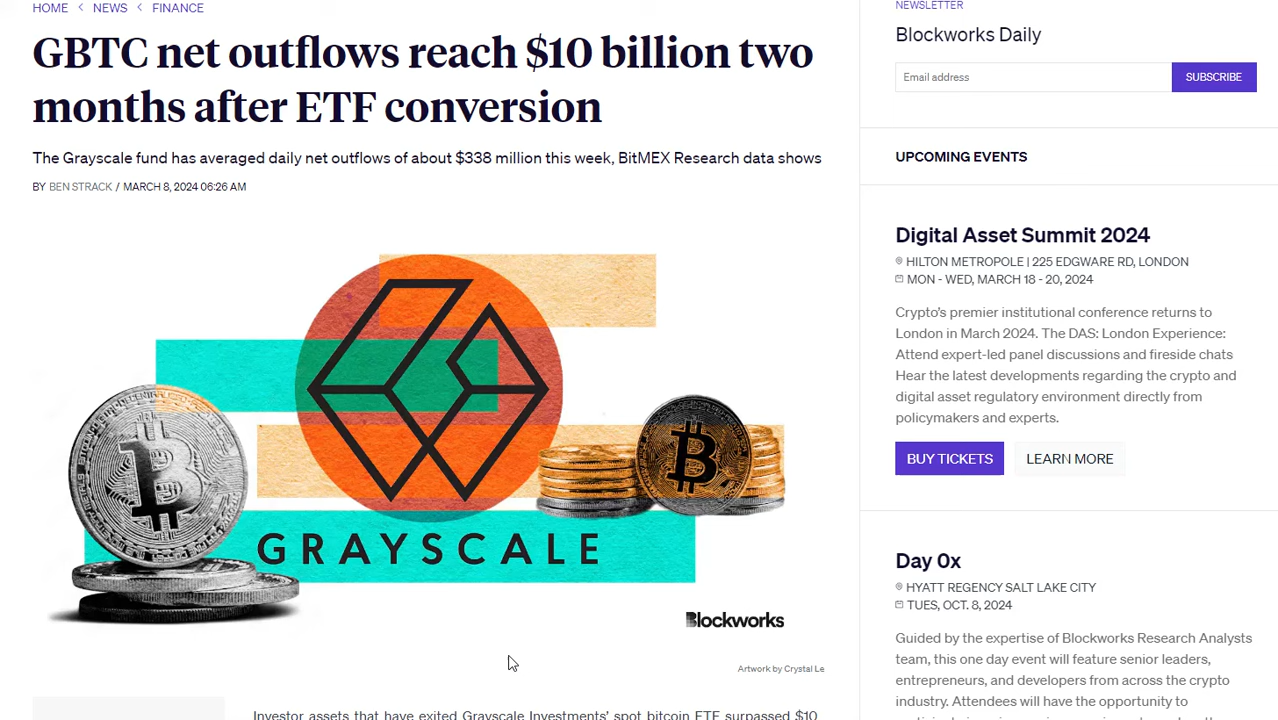 HOME < NEWS < FINANCE
GBTC net outflows reach $10 billion two
months after ETF conversion
The Grayscale fund has averaged daily net outflows of about $338 million this week, BitMEX Research data shows
BY BEN STRACK / MARCH 8, 2024 06:26 AM
GRAYSCALE
Blockworks
Artwork by Crystal Le
Investor assets that have exited Grayscale Investments' spot bitcoin ETF surpassed $10
NEWSLETTER
Blockworks Daily
Email address
SUBSCRIBE
UPCOMING EVENTS
Digital Asset Summit 2024
HILTON METROPOLE | 225 EDGWARE RD, LONDON
MON - WED, MARCH 18 - 20, 2024
Crypto's premier institutional conference returns to
London in March 2024. The DAS: London Experience:
Attend expert-led panel discussions and fireside chats
Hear the latest developments regarding the crypto and
digital asset regulatory environment directly from
policymakers and experts.
BUY TICKETS LEARN MORE
Day 0x
HYATT REGENCY SALT LAKE CITY
TUES, OCT. 8, 2024
Guided by the expertise of Blockworks Research Analysts
team, this one day event will feature senior leaders,
entrepreneurs, and developers from across the crypto
industry. Attendees will have the opportunity to